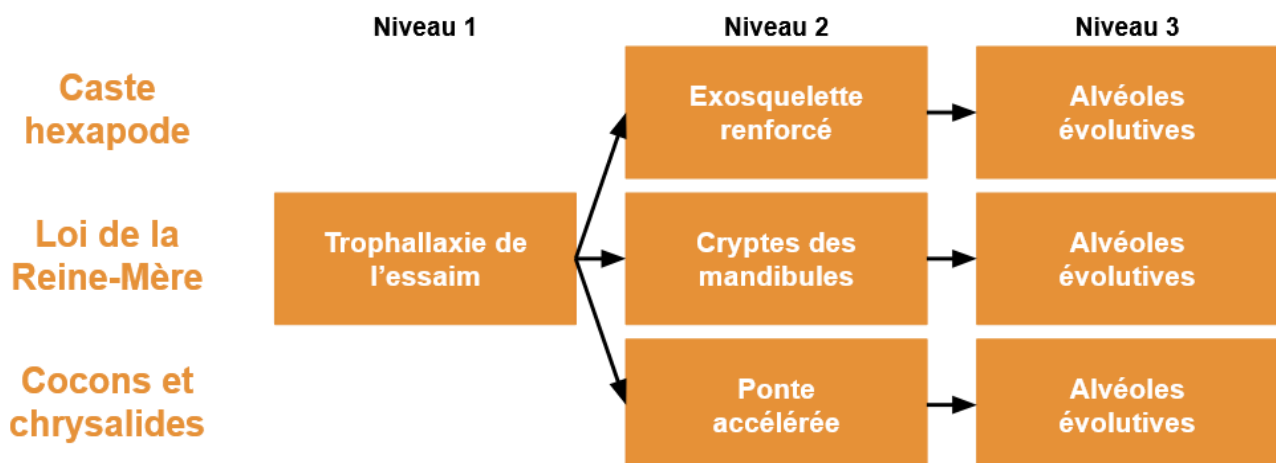 Niveau 1
Niveau 2
Niveau 3
Caste
hexapode
Exosquelette
renforcé
Alvéoles
évolutives
Loi de la
Reine-Mère
Trophallaxie de
l’essaim
Cryptes des
mandibules
Alvéoles
évolutives
Cocons et
chrysalides
Ponte
accélérée
Alvéoles
évolutives